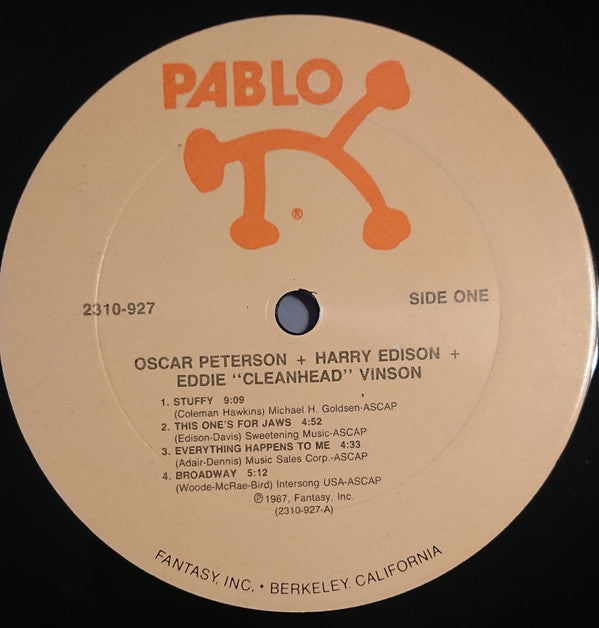 PABLO
®
2310-927
SIDE ONE
OSCAR PETERSON + HARRY EDISON +
EDDIE "CLEANHEAD" VINSON
1. STUFFY 9:09
(Coleman Hawkins) Michael H. Goldsen-ASCAP
2. THIS ONE'S FOR JAWS 4:52
(Edison-Davis) Sweetening Music-ASCAP
3. EVERYTHING HAPPENS TO ME 4:33
(Adair-Dennis) Music Sales Corp.-ASCAP
4. BROADWAY 5:12
(Woode-McRae-Bird) Intersong USA-ASCAP
℗ 1987, Fantasy, Inc.
(2310-927-A)
FANTASY, INC. • BERKELEY, CALIFORNIA